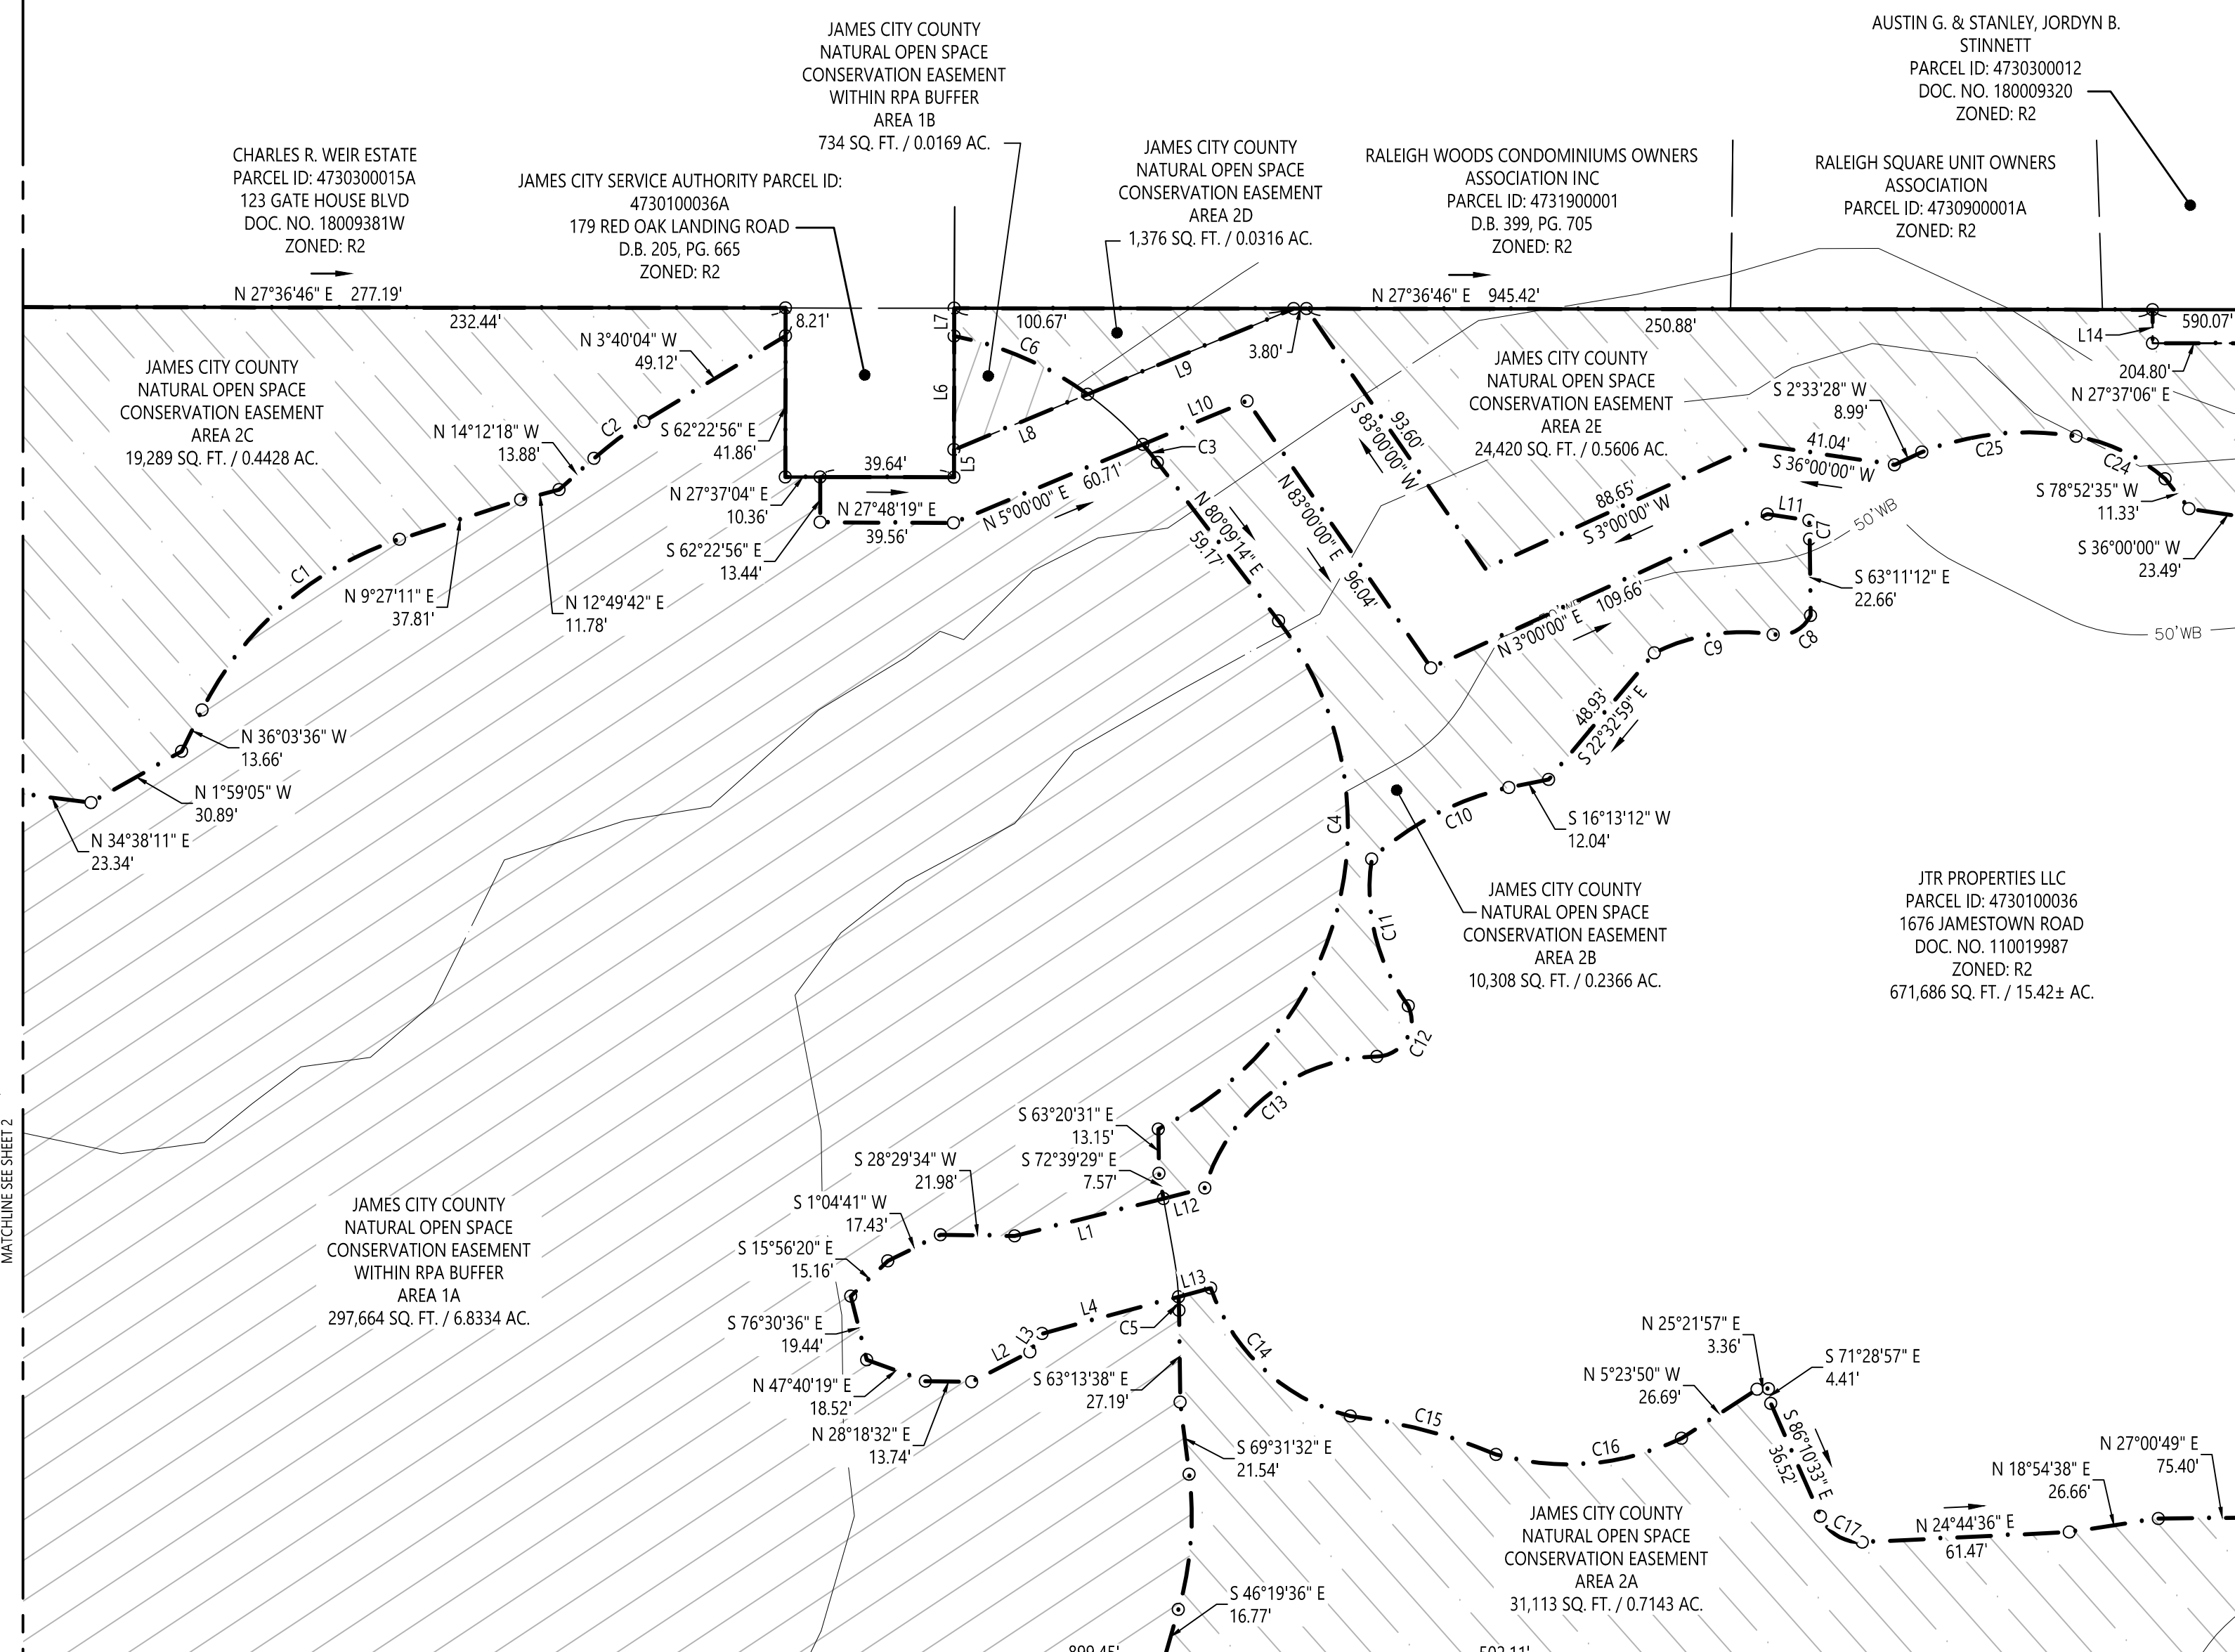 JAMES CITY COUNTY
NATURAL OPEN SPACE
CONSERVATION EASEMENT
WITHIN RPA BUFFER
AREA 1B
734 SQ. FT. / 0.0169 AC.
AUSTIN G. & STANLEY, JORDYN B.
STINNETT
PARCEL ID: 4730300012
DOC. NO. 180009320
ZONED: R2
CHARLES R. WEIR ESTATE
PARCEL ID: 4730300015A
123 GATE HOUSE BLVD
DOC. NO. 18009381W
ZONED: R2
JAMES CITY SERVICE AUTHORITY PARCEL ID:
4730100036A
179 RED OAK LANDING ROAD
D.B. 205, PG. 665
ZONED: R2
JAMES CITY COUNTY
NATURAL OPEN SPACE
CONSERVATION EASEMENT
AREA 2D
1,376 SQ. FT. / 0.0316 AC.
RALEIGH WOODS CONDOMINIUMS OWNERS
ASSOCIATION INC
PARCEL ID: 4731900001
D.B. 399, PG. 705
ZONED: R2
RALEIGH SQUARE UNIT OWNERS
ASSOCIATION
PARCEL ID: 4730900001A
ZONED: R2
N 27°36'46" E 277.19'
232.44'
8.21'
L7
100.67'
3.80'
N 27°36'46" E 945.42'
250.88'
L14
590.07'
204.80'
N 27°37'06" E
N 3°40'04" W
49.12'
JAMES CITY COUNTY
NATURAL OPEN SPACE
CONSERVATION EASEMENT
AREA 2C
19,289 SQ. FT. / 0.4428 AC.
N 14°12'18" W
13.88'
C2
S 62°22'56" E
41.86'
L6
C6
L9
L8
L5
L10
C3
JAMES CITY COUNTY
NATURAL OPEN SPACE
CONSERVATION EASEMENT
AREA 2E
24,420 SQ. FT. / 0.5606 AC.
S 2°33'28" W
8.99'
41.04'
S 36°00'00" W
C25
C24
S 78°52'35" W
11.33'
S 36°00'00" W
23.49'
39.64'
N 27°37'04" E
10.36'
N 27°48'19" E
39.56'
S 62°22'56" E
13.44'
N 5°00'00" E
60.71'
N 80°09'14" E
59.17'
N 83°00'00" E
96.04'
S 83°00'00" W
93.60'
88.65'
S 3°00'00" W
L11
C7
50'WB
50'WB
N 3°00'00" E
109.66'
S 63°11'12" E
22.66'
C8
C9
C1
N 9°27'11" E
37.81'
N 12°49'42" E
11.78'
N 36°03'36" W
13.66'
N 1°59'05" W
30.89'
N 34°38'11" E
23.34'
48.93'
S 22°32'59" E
C4
C10
S 16°13'12" W
12.04'
C11
JAMES CITY COUNTY
NATURAL OPEN SPACE
CONSERVATION EASEMENT
AREA 2B
10,308 SQ. FT. / 0.2366 AC.
JTR PROPERTIES LLC
PARCEL ID: 4730100036
1676 JAMESTOWN ROAD
DOC. NO. 110019987
ZONED: R2
671,686 SQ. FT. / 15.42± AC.
C12
C13
S 63°20'31" E
13.15'
S 72°39'29" E
7.57'
L12
S 28°29'34" W
21.98'
L1
S 1°04'41" W
17.43'
S 15°56'20" E
15.16'
MATCHLINE SEE SHEET 2
JAMES CITY COUNTY
NATURAL OPEN SPACE
CONSERVATION EASEMENT
WITHIN RPA BUFFER
AREA 1A
297,664 SQ. FT. / 6.8334 AC.
S 76°30'36" E
19.44'
L13
L4
C5
L3
L2
C14
N 47°40'19" E
18.52'
S 63°13'38" E
27.19'
N 28°18'32" E
13.74'
N 25°21'57" E
3.36'
S 71°28'57" E
4.41'
N 5°23'50" W
26.69'
C15
C16
S 69°31'32" E
21.54'
S 86°10'33" E
36.52'
C17
N 27°00'49" E
75.40'
N 18°54'38" E
26.66'
N 24°44'36" E
61.47'
JAMES CITY COUNTY
NATURAL OPEN SPACE
CONSERVATION EASEMENT
AREA 2A
31,113 SQ. FT. / 0.7143 AC.
S 46°19'36" E
16.77'
899.45'
502.11'